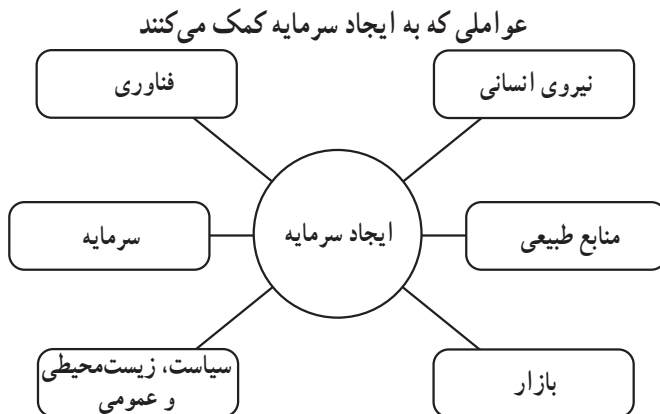 عواملی که به ایجاد سرمایه کمک می‌کنند
نیروی انسانی
فناوری
منابع طبیعی
ایجاد سرمایه
سرمایه
بازار
سیاست، زیست‌محیطی
و عمومی